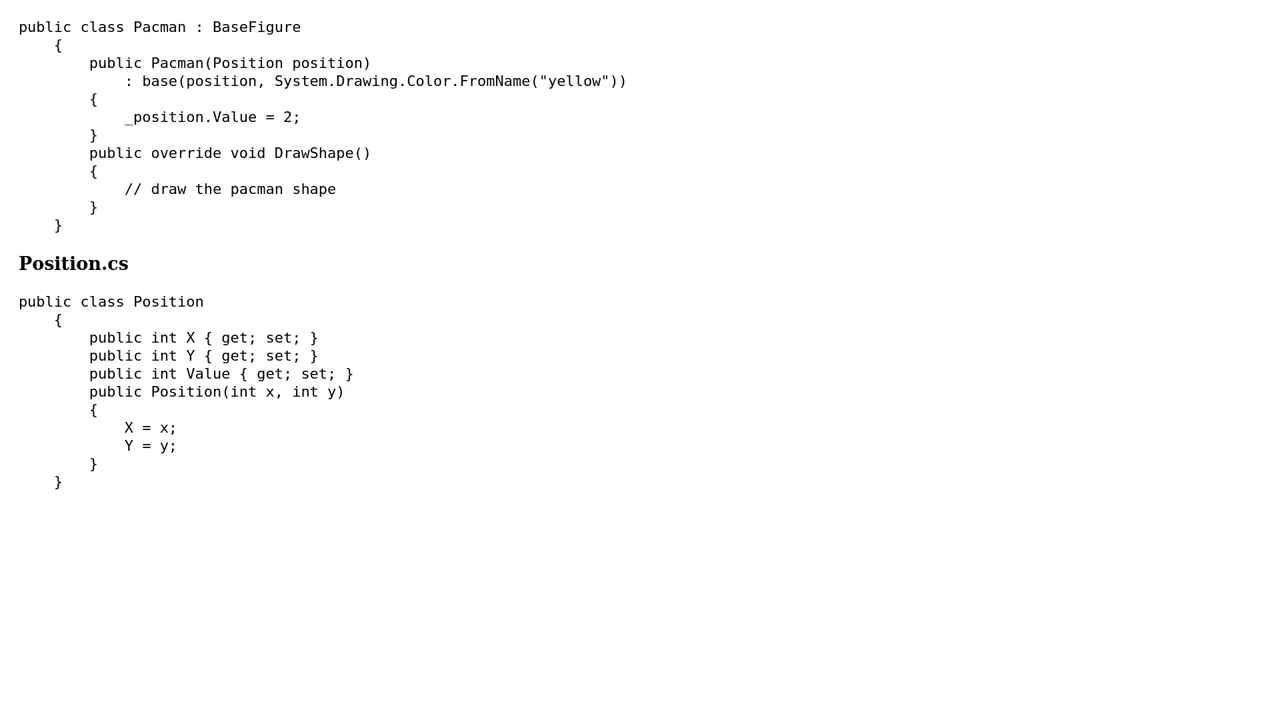 public class Pacman : BaseFigure
    {
        public Pacman(Position position)
            : base(position, System.Drawing.Color.FromName("yellow"))
        {
            _position.Value = 2;
        }
        public override void DrawShape()
        {
            // draw the pacman shape
        }
    }
Position.cs
public class Position
    {
        public int X { get; set; }
        public int Y { get; set; }
        public int Value { get; set; }
        public Position(int x, int y)
        {
            X = x;
            Y = y;
        }
    }